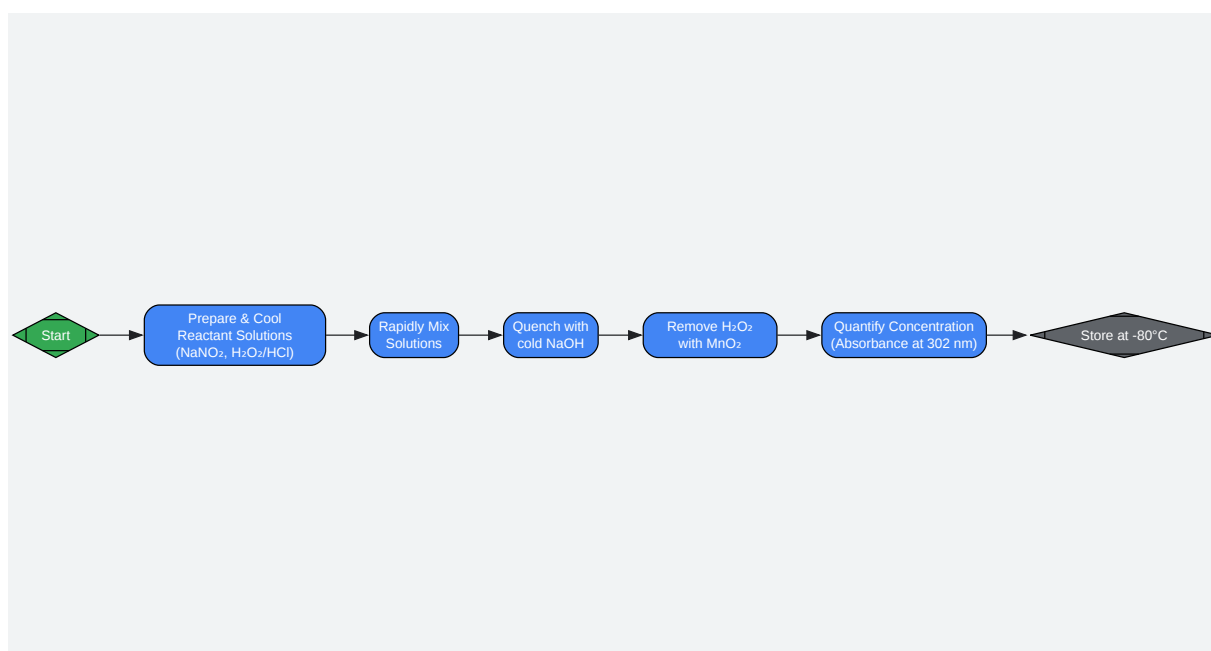 Start
Prepare & Cool
Reactant Solutions
(NaNO₂, H₂O₂/HCl)
Rapidly Mix
Solutions
Quench with
cold NaOH
Remove H₂O₂
with MnO₂
Quantify Concentration
(Absorbance at 302 nm)
Store at -80°C